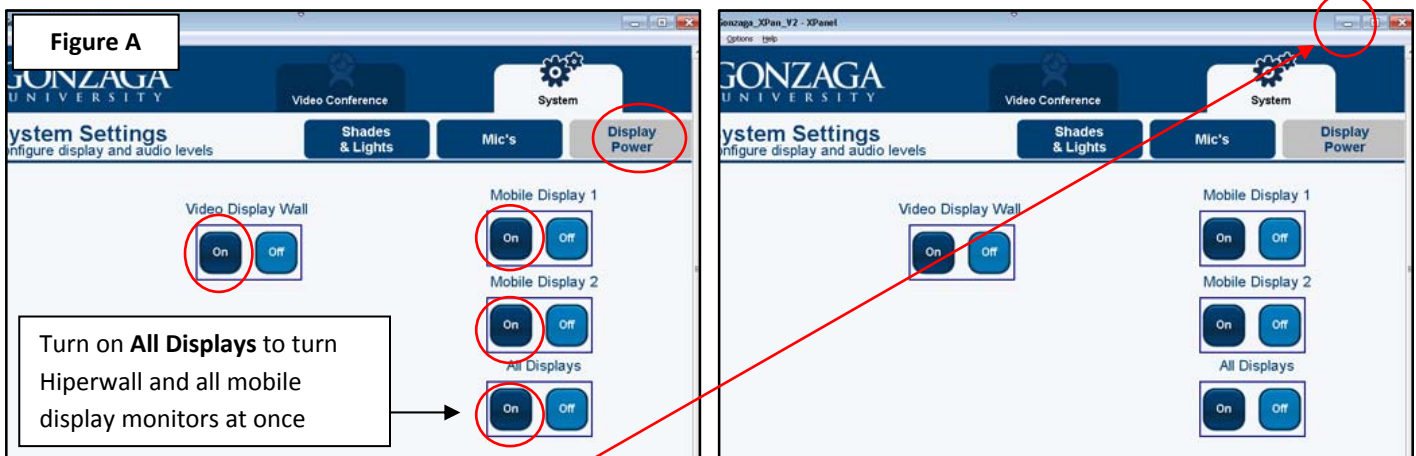 Figure A
GONZAGA
UNIVERSITY
Video Conference
System
ystem Settings
nfigure display and audio levels
Shades
& Lights
Mic's
Display
Power
Video Display Wall
On Off
Mobile Display 1
On Off
Mobile Display 2
On Off
All Displays
On Off
Turn on All Displays to turn
Hiperwall and all mobile
display monitors at once
Gonzaga_XPan_V2 - XPanel
Options Help
GONZAGA
UNIVERSITY
Video Conference
System
ystem Settings
nfigure display and audio levels
Shades
& Lights
Mic's
Display
Power
Video Display Wall
On Off
Mobile Display 1
On Off
Mobile Display 2
On Off
All Displays
On Off